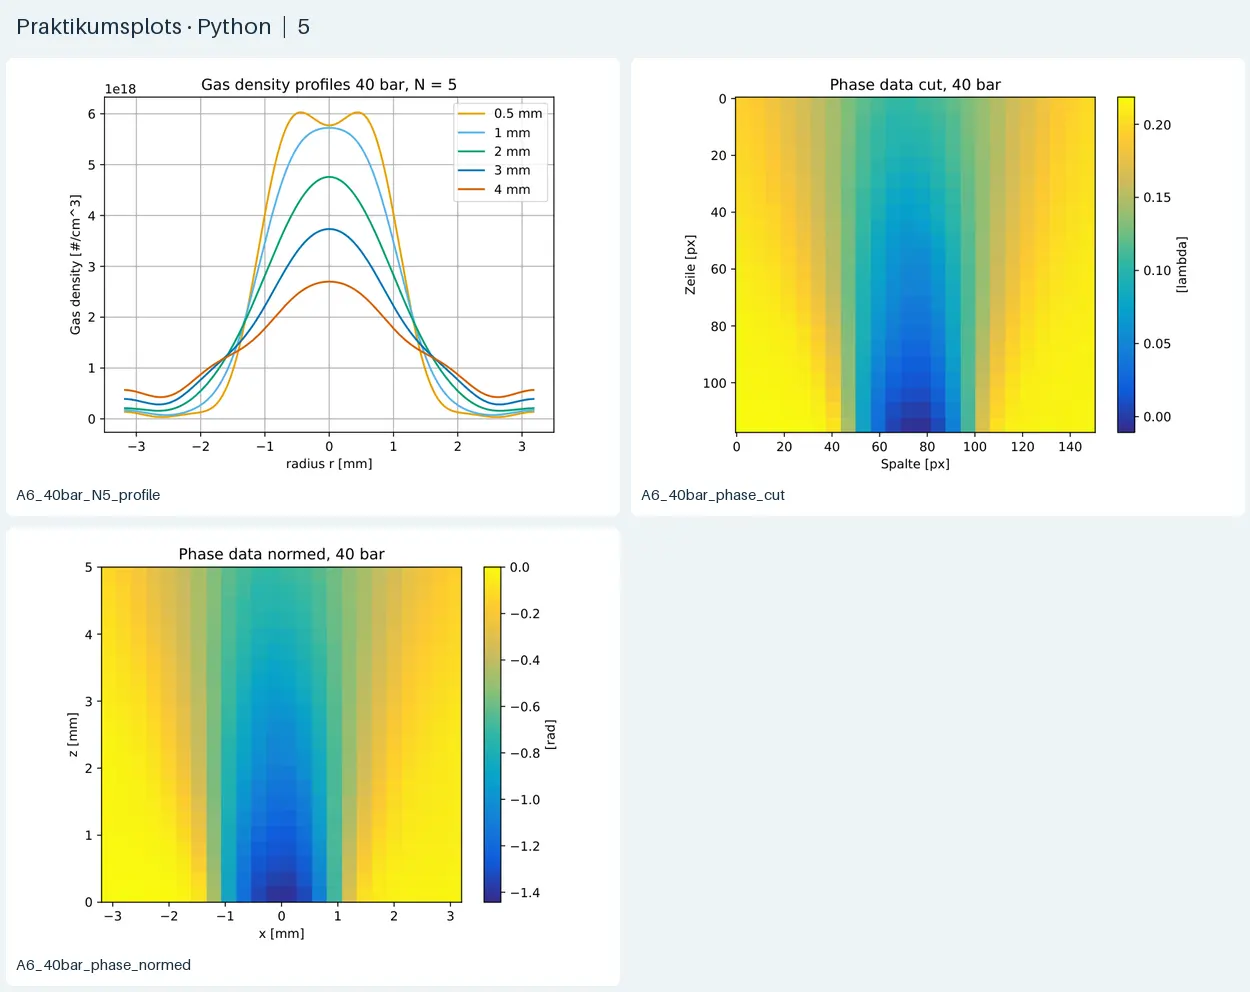 Praktikumsplots · Python | 5
Gas density profiles 40 bar, N = 5
1e18
Gas density [#/cm^3]
6
5
4
3
2
1
0
−3 −2 −1 0 1 2 3
radius r [mm]
0.5 mm
1 mm
2 mm
3 mm
4 mm
A6_40bar_N5_profile
Phase data cut, 40 bar
Zeile [px]
0
20
40
60
80
100
0 20 40 60 80 100 120 140
Spalte [px]
0.20
0.15
0.10
0.05
0.00
[lambda]
A6_40bar_phase_cut
Phase data normed, 40 bar
z [mm]
5
4
3
2
1
0
−3 −2 −1 0 1 2 3
x [mm]
0.0
−0.2
−0.4
−0.6
−0.8
−1.0
−1.2
−1.4
[rad]
A6_40bar_phase_normed